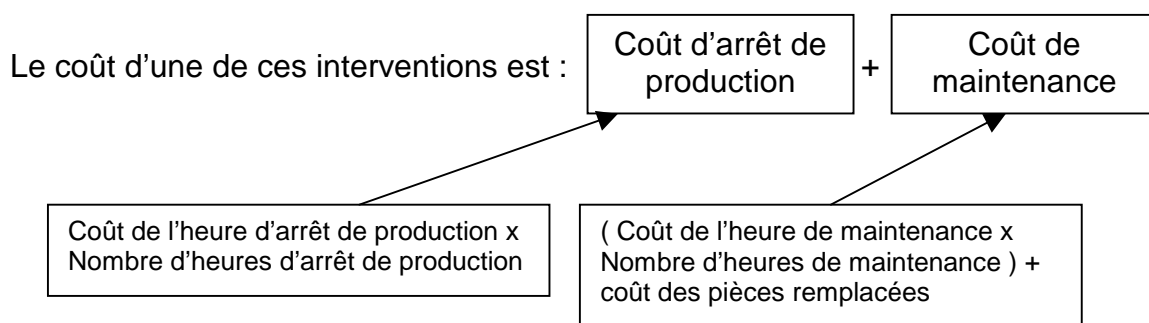 Le coût d'une de ces interventions est :
Coût d'arrêt de
production
+
Coût de
maintenance
Coût de l'heure d'arrêt de production x
Nombre d'heures d'arrêt de production
( Coût de l'heure de maintenance x
Nombre d'heures de maintenance ) +
coût des pièces remplacées